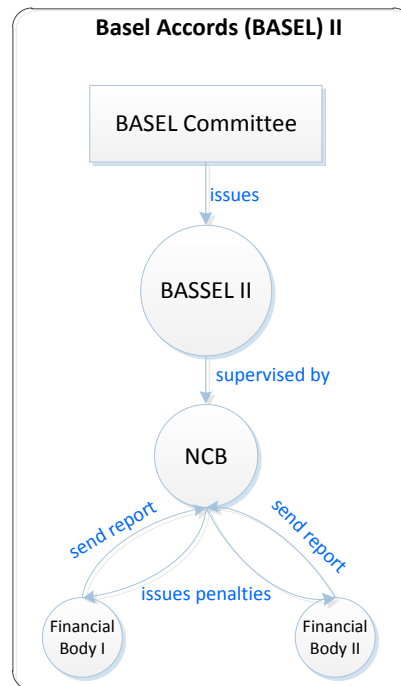 Basel Accords (BASEL) II
BASEL Committee
issues
BASSEL II
supervised by
NCB
send report
send report
issues penalties
Financial
Body I
Financial
Body II